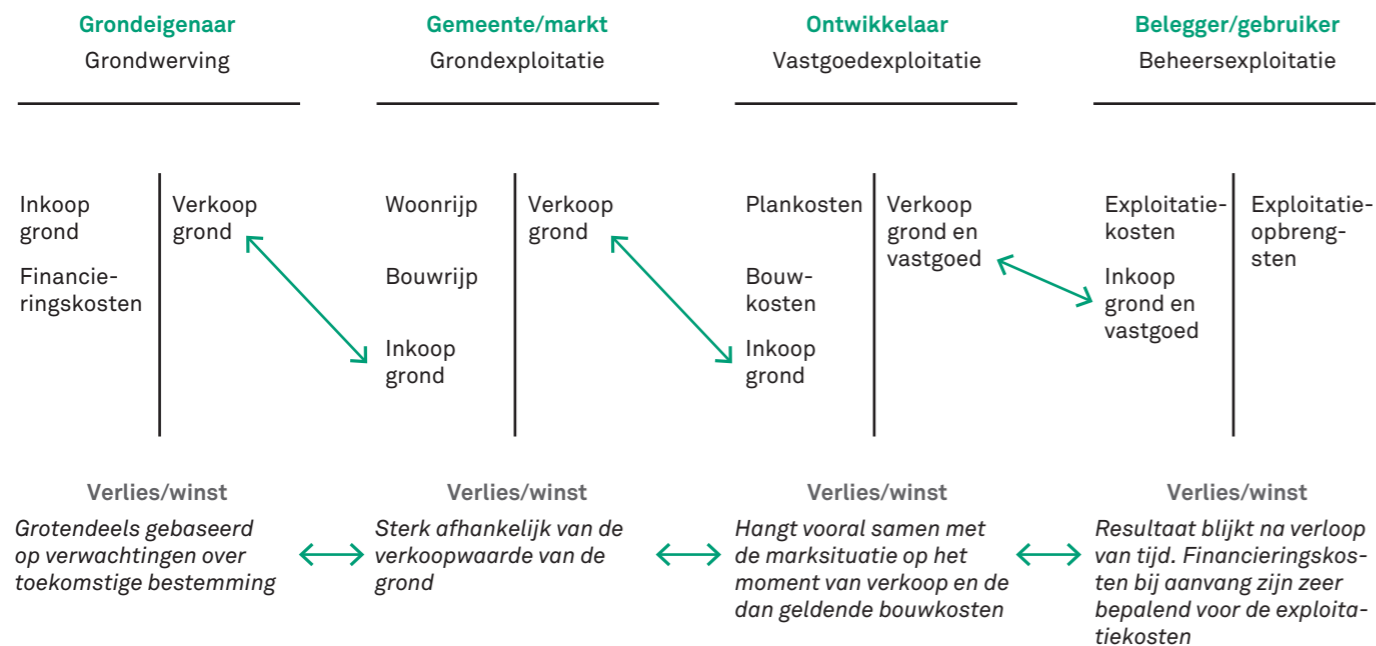 Grondeigenaar
Grondwerving
Gemeente/markt
Grondexploitatie
Ontwikkelaar
Vastgoedexploitatie
Belegger/gebruiker
Beheersexploitatie
Inkoop
grond
Financie-
ringskosten
Verkoop
grond
Woonrijp
Bouwrijp
Inkoop
grond
Verkoop
grond
Plankosten
Bouw-
kosten
Inkoop
grond
Verkoop
grond en
vastgoed
Exploitatie-
kosten
Inkoop
grond en
vastgoed
Exploitatie-
opbreng-
sten
Verlies/winst
Grotendeels gebaseerd
op verwachtingen over
toekomstige bestemming
Verlies/winst
Sterk afhankelijk van de
verkoopwaarde van de
grond
Verlies/winst
Hangt vooral samen met
de marksituatie op het
moment van verkoop en de
dan geldende bouwkosten
Verlies/winst
Resultaat blijkt na verloop
van tijd. Financieringskos-
ten bij aanvang zijn zeer
bepalend voor de exploita-
tiekosten